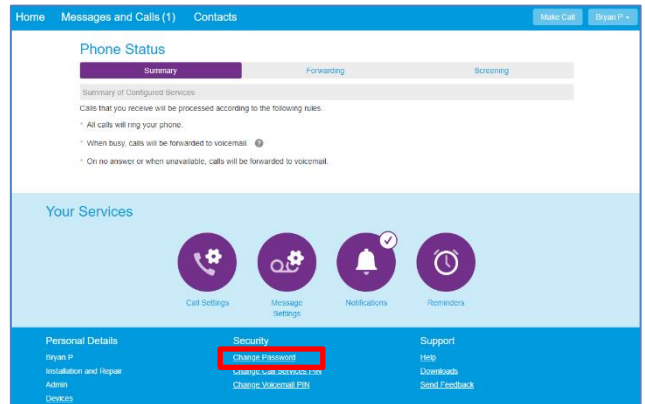 Home Messages and Calls (1) Contacts Make Call Bryan P
Phone Status
Summary Forwarding Screening
Summary of Configured Services
Calls that you receive will be processed according to the following rules.
* All calls will ring your phone.
* When busy, calls will be forwarded to voicemail. ?
* On no answer or when unavailable, calls will be forwarded to voicemail.
Your Services
Call Settings Message Settings Notifications Reminders
Personal Details Security Support
Bryan P Change Password Help
Installation and Repair Change Call Services PIN Downloads
Admin Change Voicemail PIN Send Feedback
Devices